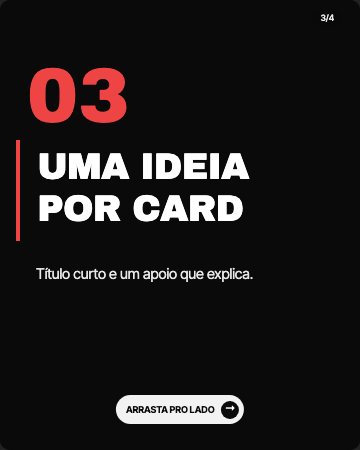 3/4
03
UMA IDEIA
POR CARD
Título curto e um apoio que explica.
ARRASTA PRO LADO →